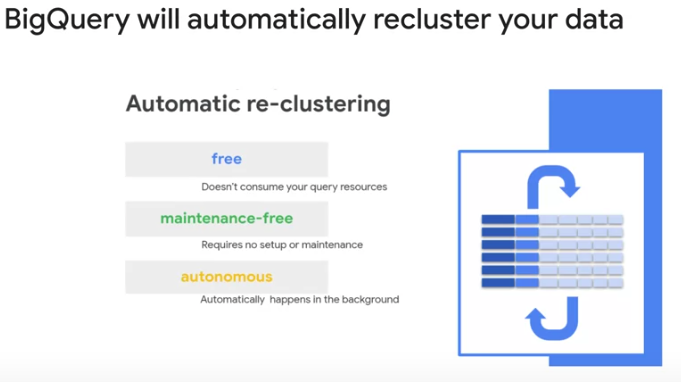 BigQuery will automatically recluster your data
Automatic re-clustering
free
Doesn't consume your query resources
maintenance-free
Requires no setup or maintenance
autonomous
Automatically happens in the background